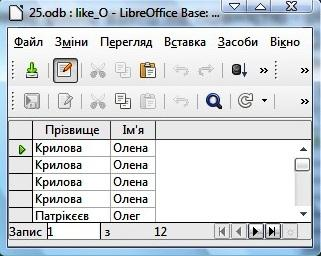 25.odb : like_O - LibreOffice Base: ...
Файл Зміни Перегляд Вставка Засоби Вікно
Прізвище Ім'я
Крилова Олена
Крилова Олена
Крилова Олена
Крилова Олена
Патрікєєв Олег
Запис 1 з 12